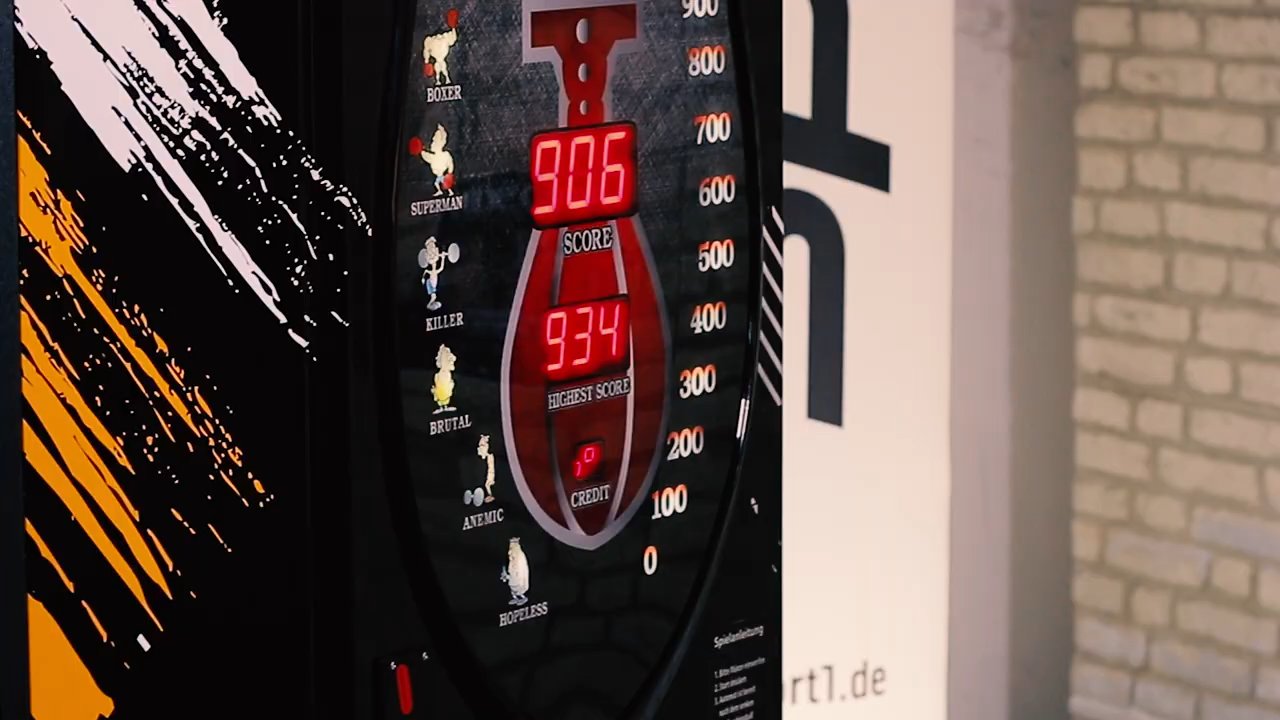 BOXER
SUPERMAN
KILLER
BRUTAL
ANEMIC
HOPELESS
906
SCORE
934
HIGHEST SCORE
CREDIT
900
800
700
600
500
400
300
200
100
0
Spielanleitung
ort1.de